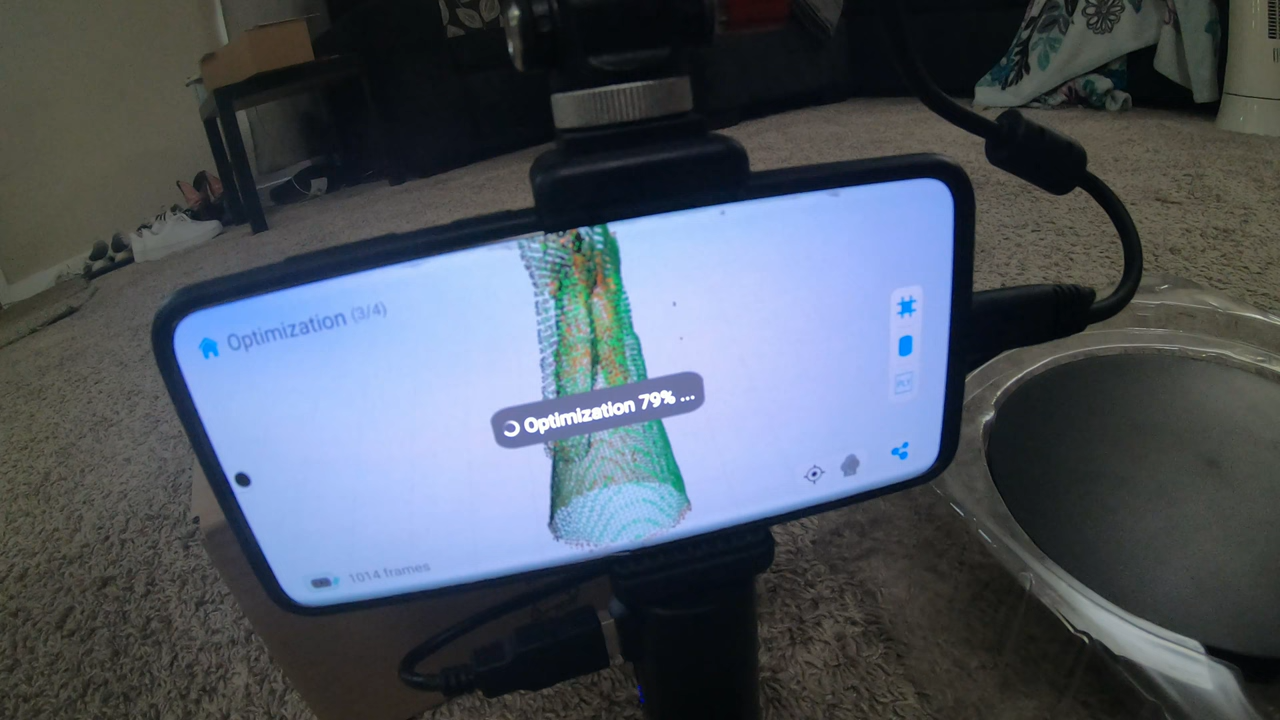 Optimization (3/4)
PLY
Optimization 79% ...
1014 frames